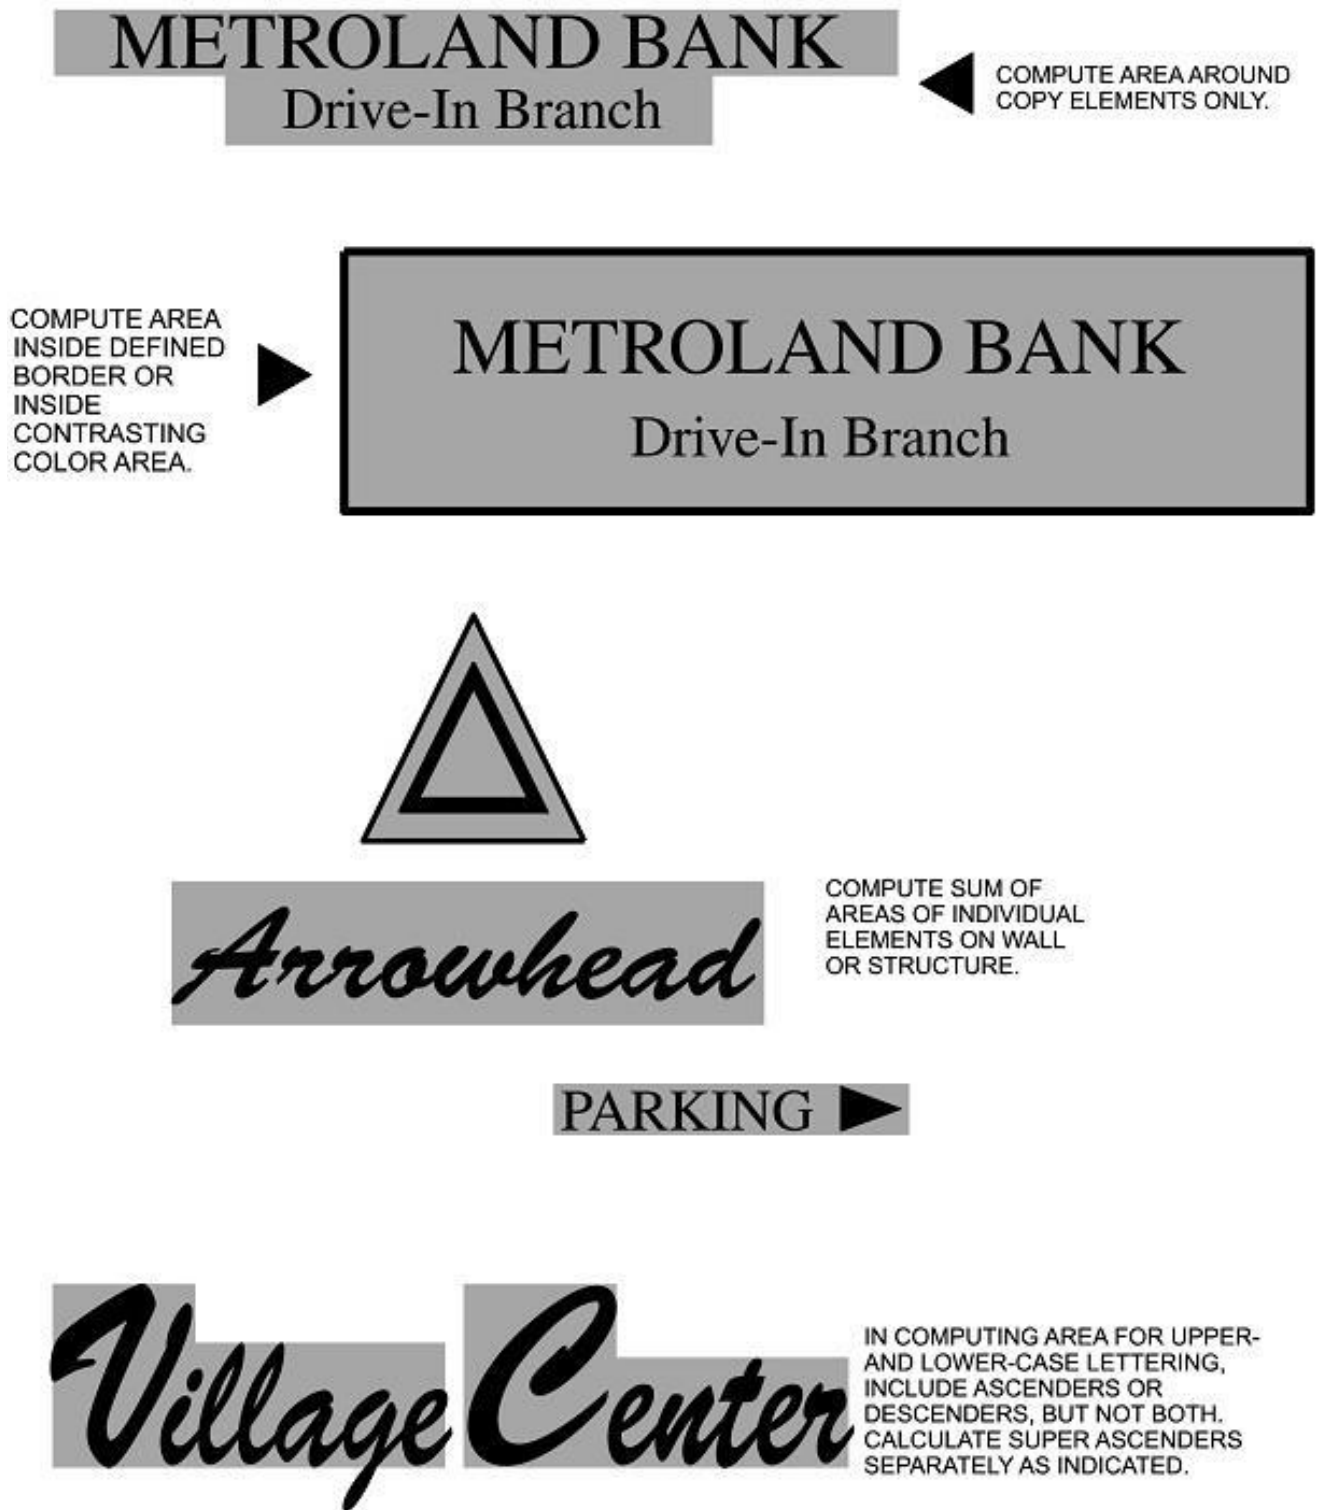 METROLAND BANK
Drive-In Branch
COMPUTE AREA AROUND
COPY ELEMENTS ONLY.
COMPUTE AREA
INSIDE DEFINED
BORDER OR
INSIDE
CONTRASTING
COLOR AREA.
METROLAND BANK
Drive-In Branch
Arrowhead
COMPUTE SUM OF
AREAS OF INDIVIDUAL
ELEMENTS ON WALL
OR STRUCTURE.
PARKING
Village Center
IN COMPUTING AREA FOR UPPER-
AND LOWER-CASE LETTERING,
INCLUDE ASCENDERS OR
DESCENDERS, BUT NOT BOTH.
CALCULATE SUPER ASCENDERS
SEPARATELY AS INDICATED.